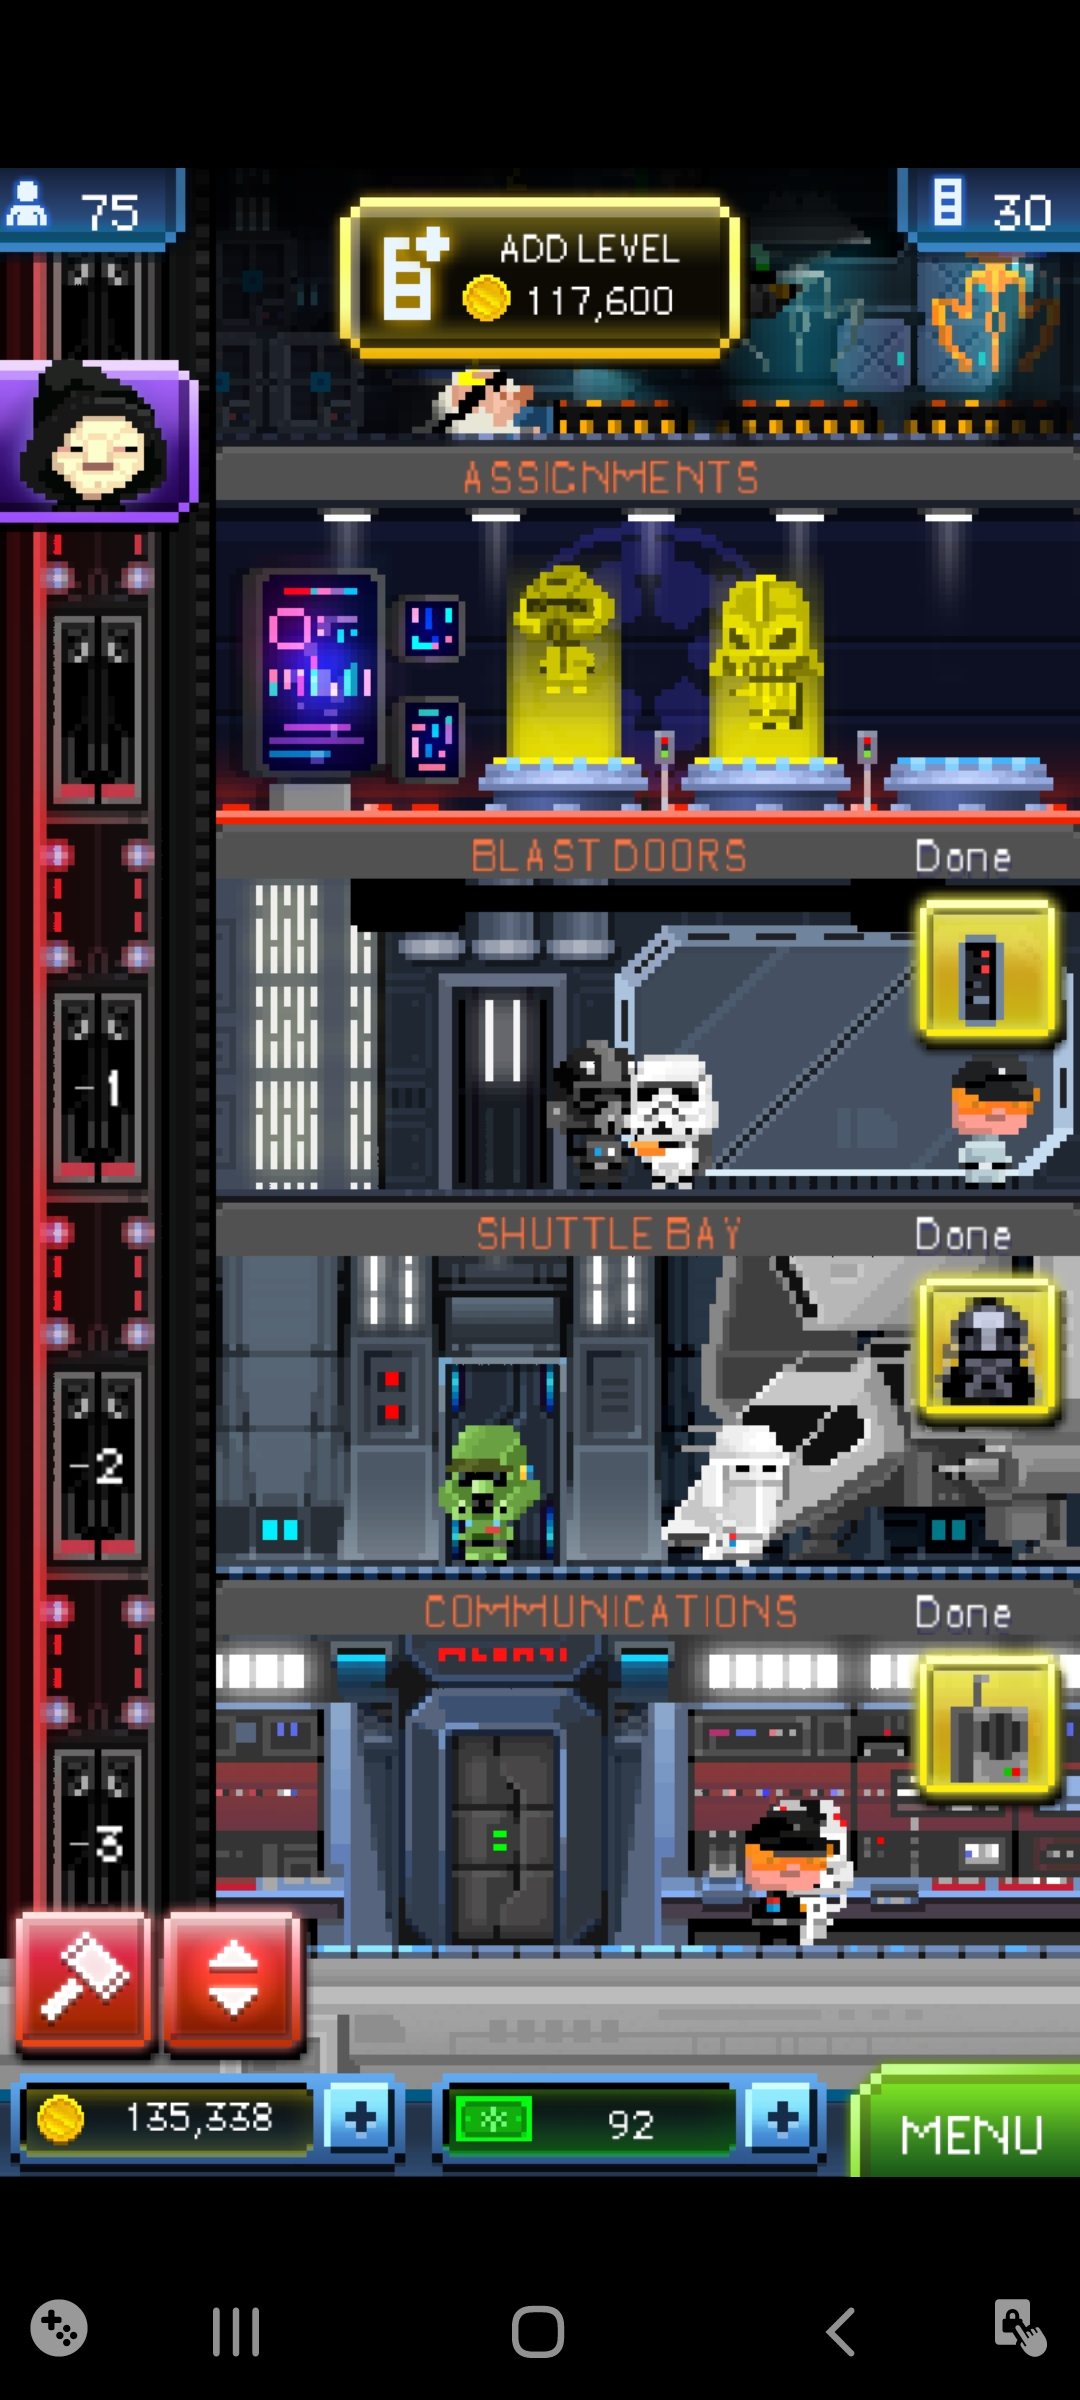 75
ADD LEVEL
117,600
30
ASSIGNMENTS
BLAST DOORS
Done
-1
SHUTTLE BAY
Done
-2
COMMUNICATIONS
Done
-3
135,338
92
MENU